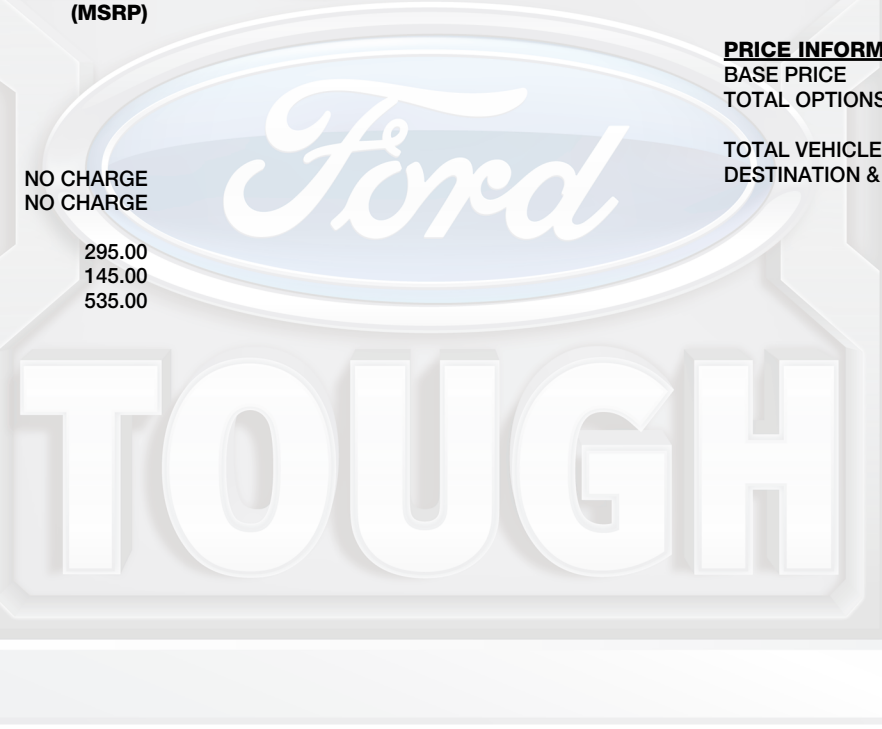 (MSRP)
PRICE INFORM
BASE PRICE
TOTAL OPTIONS
TOTAL VEHICLE
DESTINATION &
NO CHARGE
NO CHARGE
295.00
145.00
535.00
Ford
TOUGH